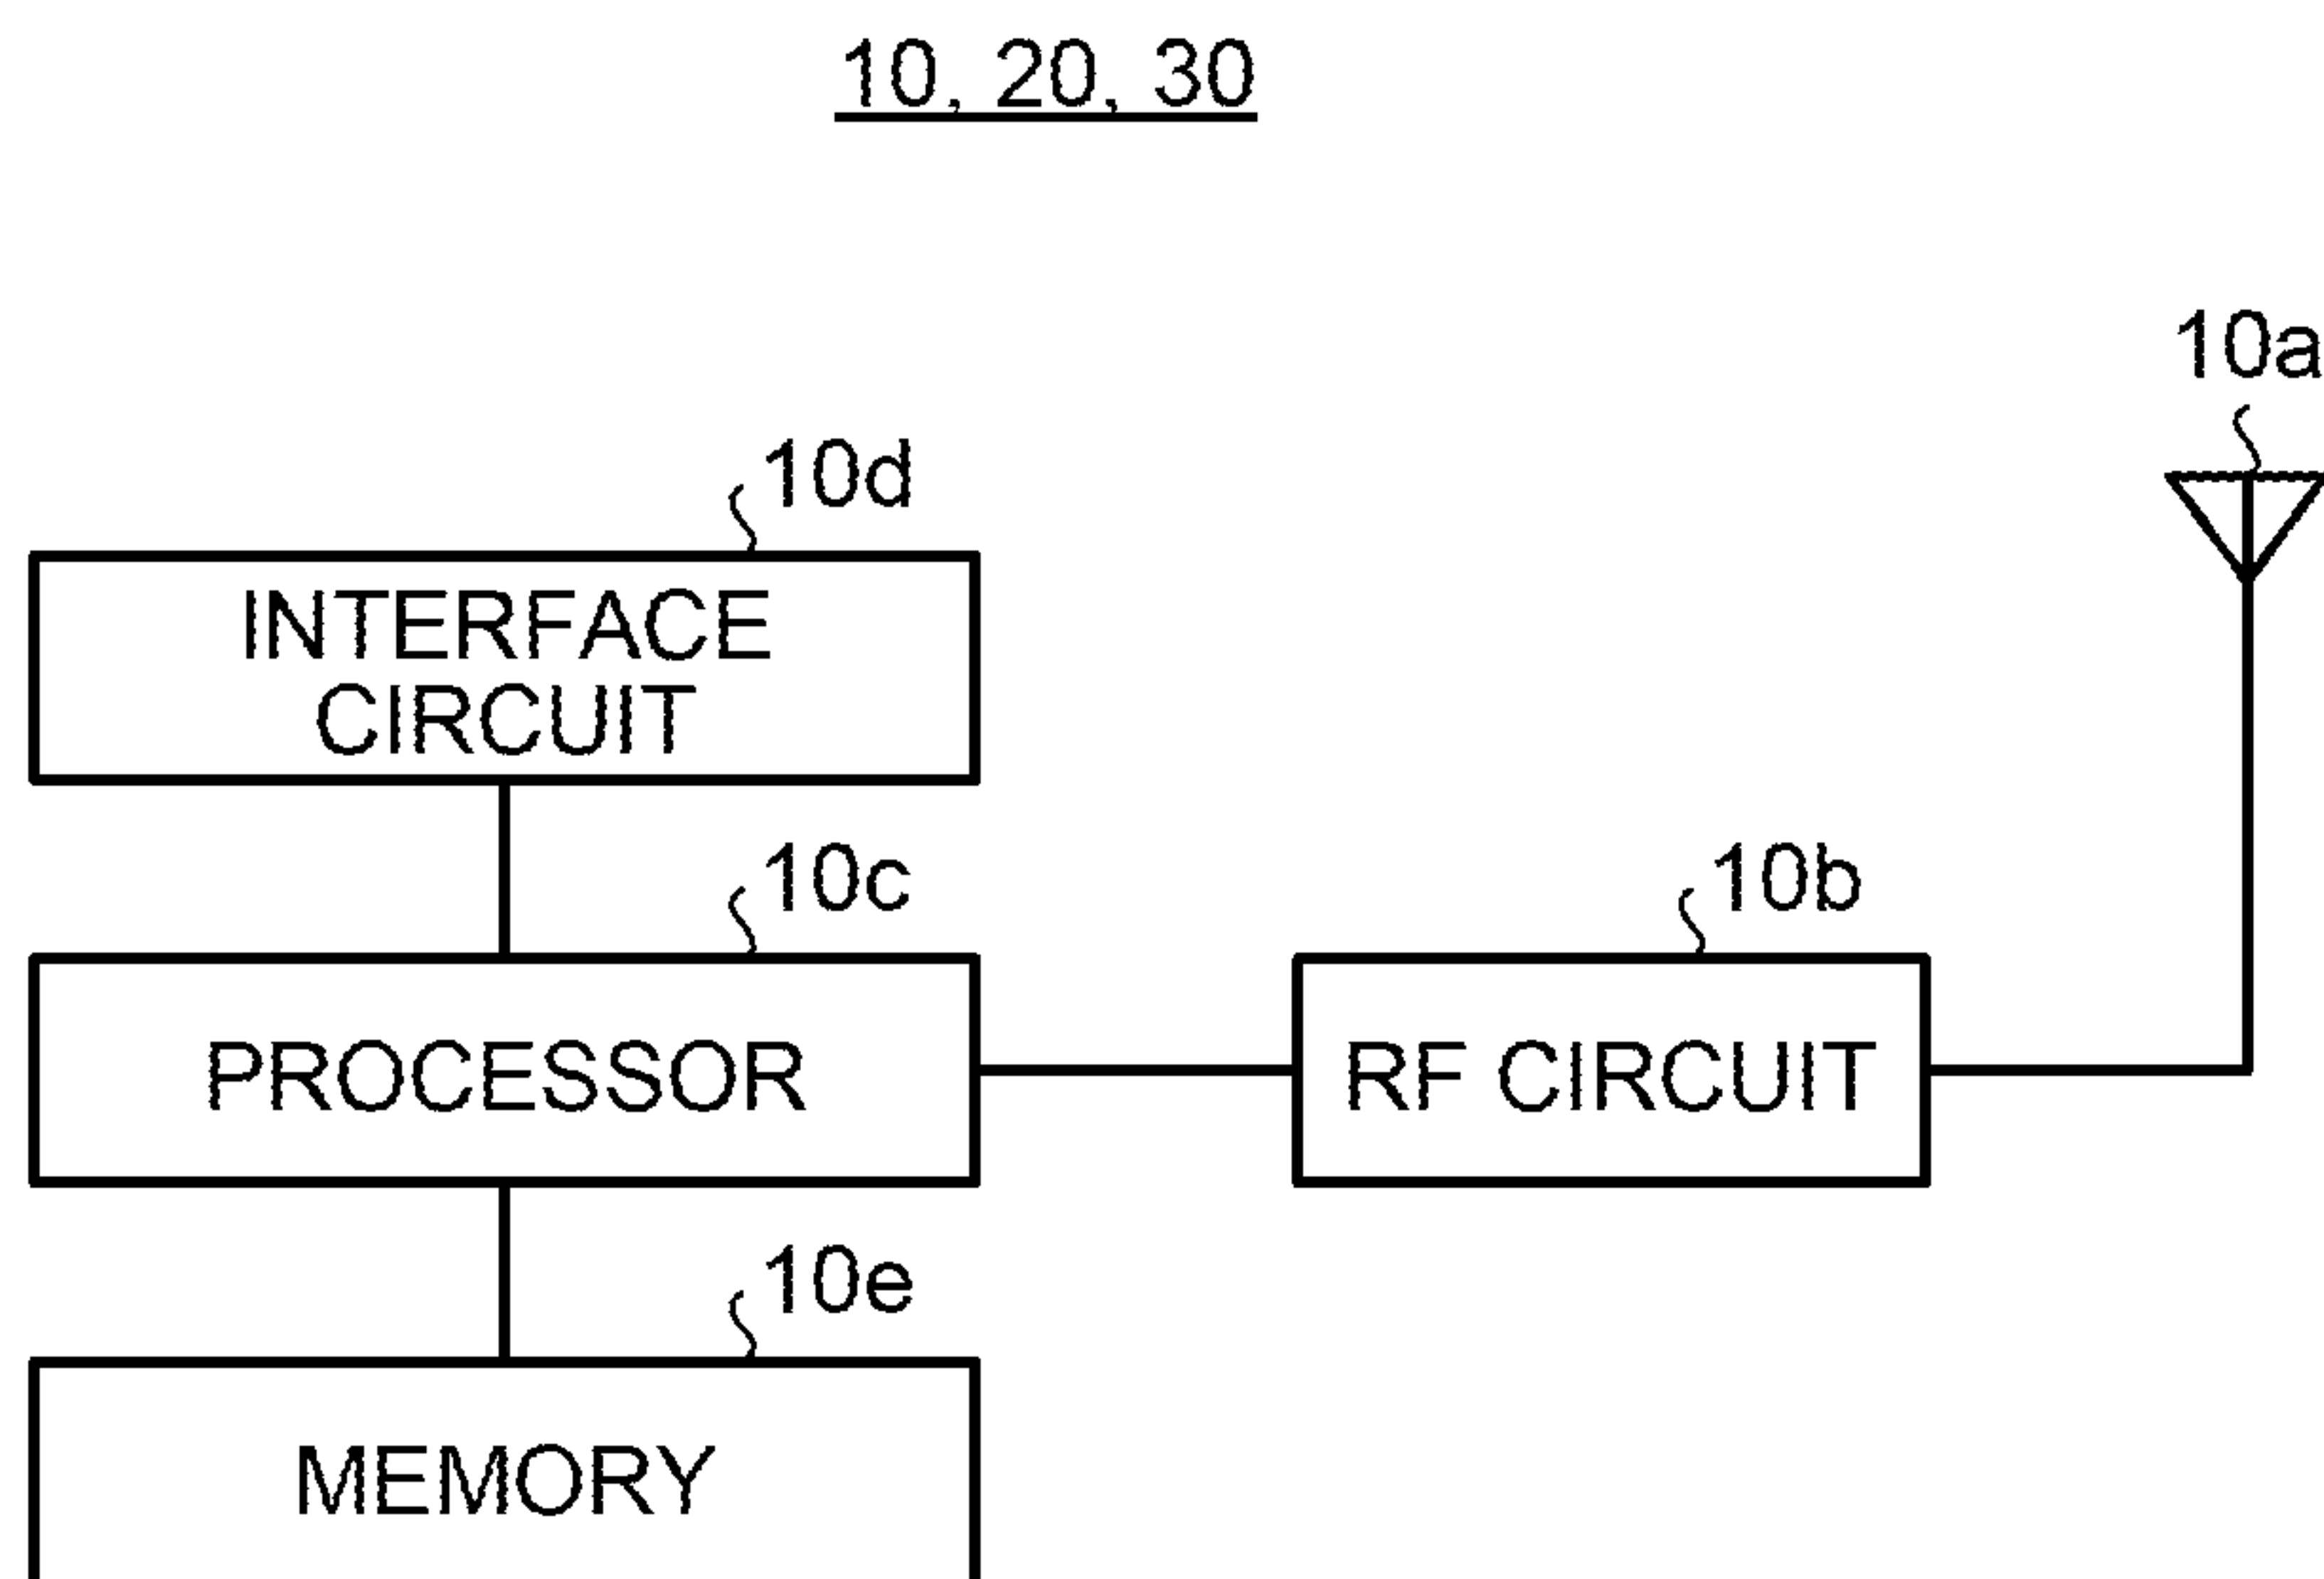 10, 20, 30
10a
10d
INTERFACE
CIRCUIT
10c
10b
PROCESSOR
RF CIRCUIT
10e
MEMORY